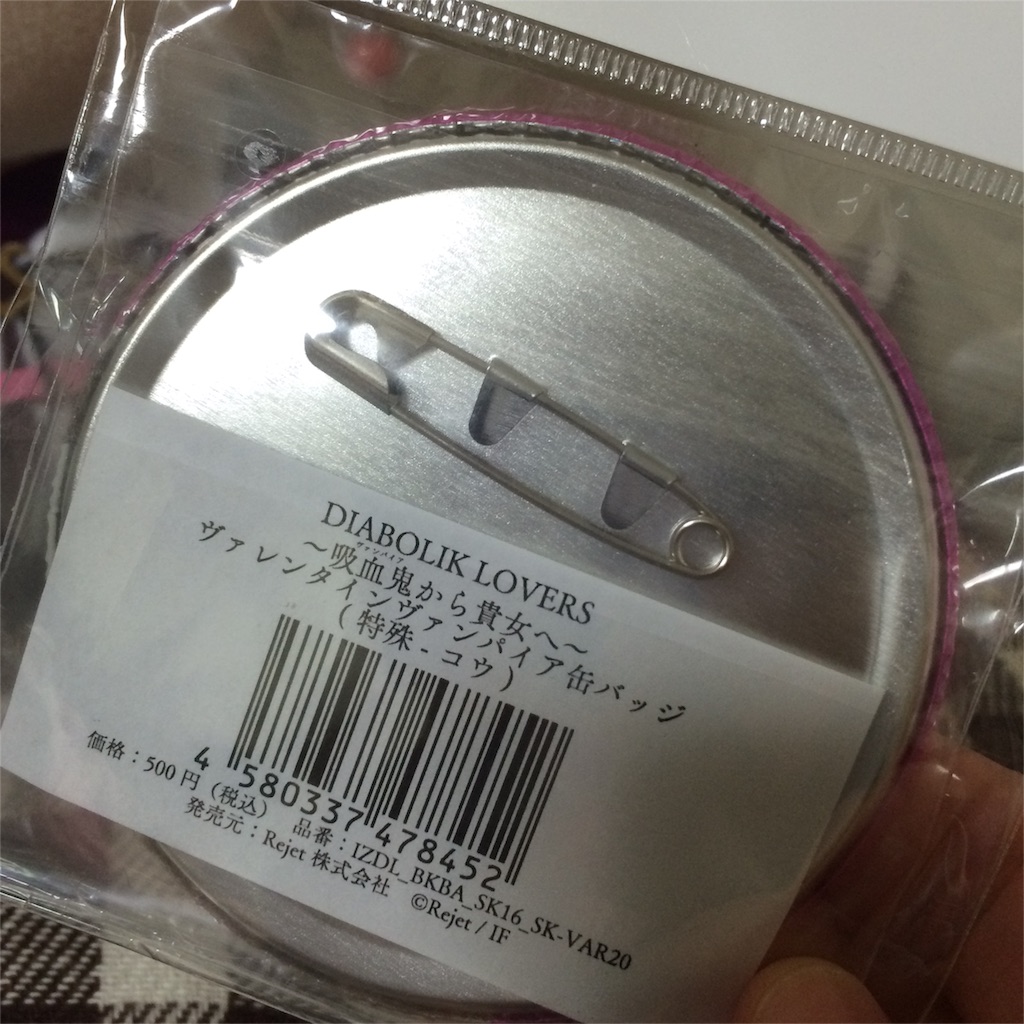 DIABOLIK LOVERS
ヴァンパイア
～吸血鬼から貴女へ～
ヴァレンタインヴァンパイア缶バッジ
（特殊 - コウ）
4 580337 478452
価格：500円（税込） 品番：IZDL_BKBA_SK16_SK-VAR20
発売元：Rejet 株式会社 ©Rejet / IF